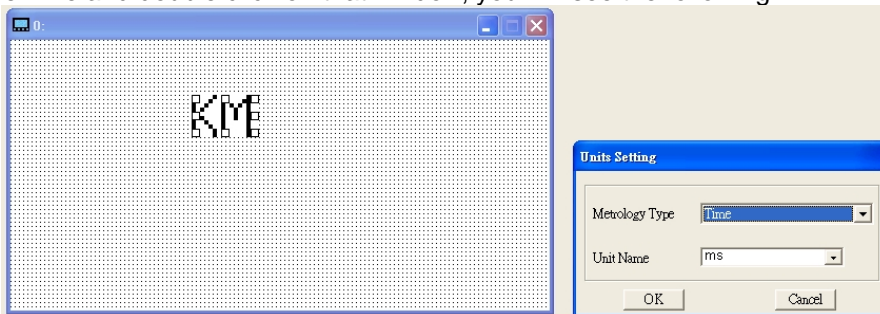 0:
KM
Units Setting
Metrology Type Time
Unit Name ms
OK Cancel